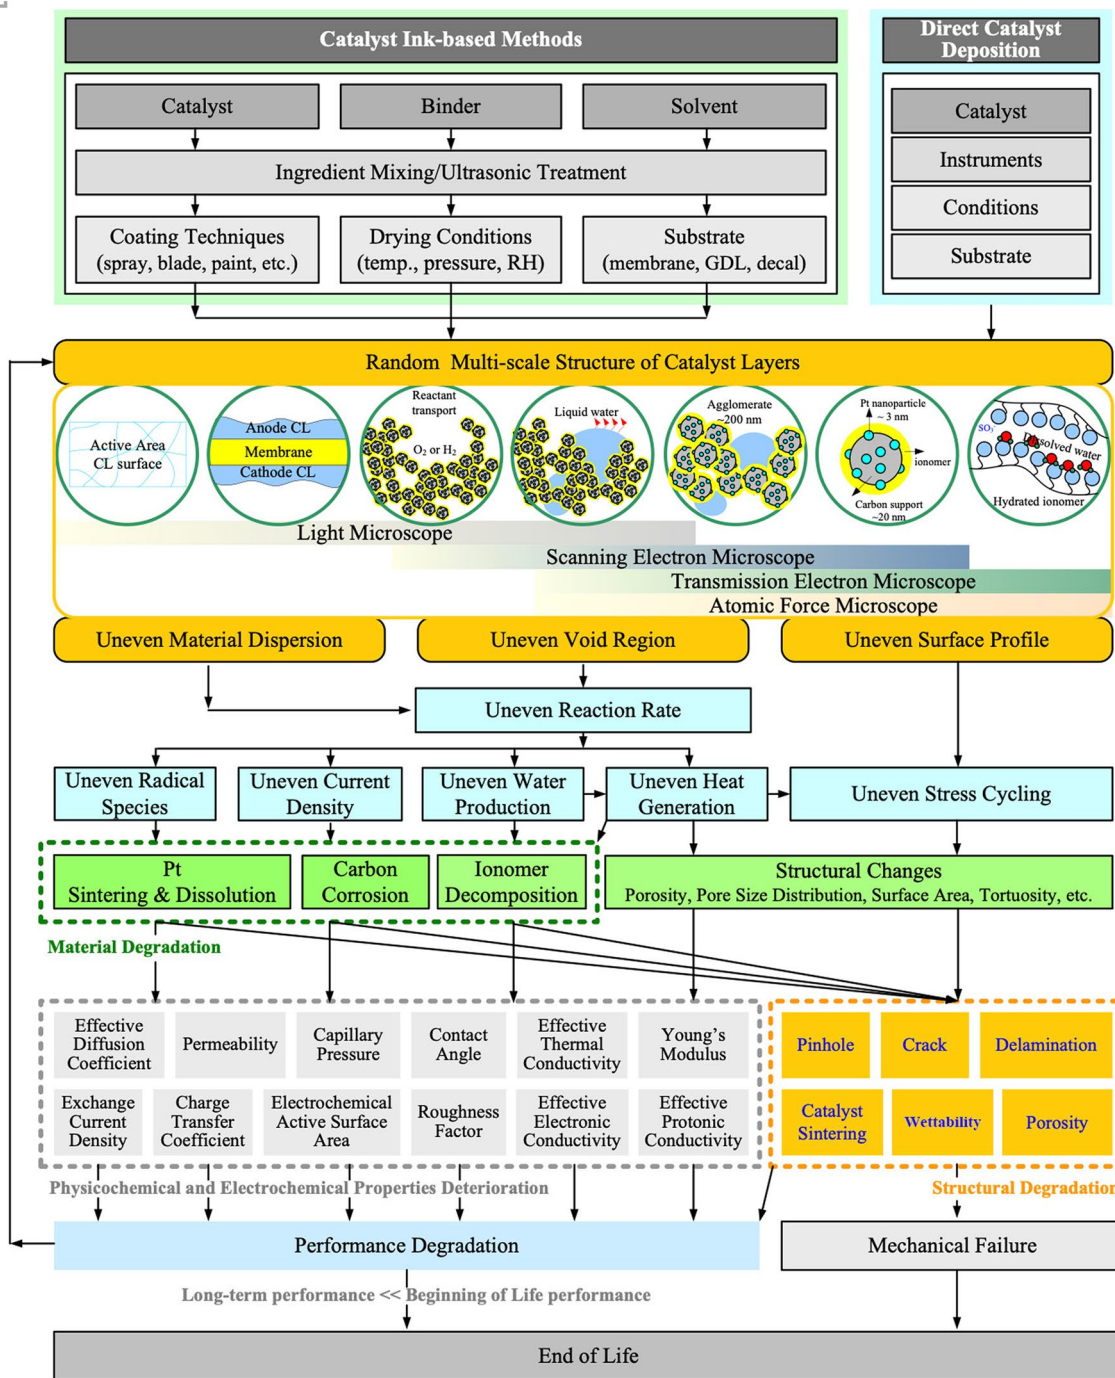 Catalyst Ink-based Methods
Direct Catalyst
Deposition
Catalyst
Binder
Solvent
Ingredient Mixing/Ultrasonic Treatment
Coating Techniques
(spray, blade, paint, etc.)
Drying Conditions
(temp., pressure, RH)
Substrate
(membrane, GDL, decal)
Catalyst
Instruments
Conditions
Substrate
Random Multi-scale Structure of Catalyst Layers
Active Area
CL surface
Anode CL
Membrane
Cathode CL
Reactant
transport
O₂ or H₂
Liquid water
Agglomerate
~200 nm
Pt nanoparticle
~ 3 nm
ionomer
Carbon support
~20 nm
SO₃⁻
Dissolved water
Hydrated ionomer
Light Microscope
Scanning Electron Microscope
Transmission Electron Microscope
Atomic Force Microscope
Uneven Material Dispersion
Uneven Void Region
Uneven Surface Profile
Uneven Reaction Rate
Uneven Radical
Species
Uneven Current
Density
Uneven Water
Production
Uneven Heat
Generation
Uneven Stress Cycling
Pt
Sintering & Dissolution
Carbon
Corrosion
Ionomer
Decomposition
Structural Changes
Porosity, Pore Size Distribution, Surface Area, Tortuosity, etc.
Material Degradation
Effective
Diffusion
Coefficient
Permeability
Capillary
Pressure
Contact
Angle
Effective
Thermal
Conductivity
Young's
Modulus
Pinhole
Crack
Delamination
Exchange
Current
Density
Charge
Transfer
Coefficient
Electrochemical
Active Surface
Area
Roughness
Factor
Effective
Electronic
Conductivity
Effective
Protonic
Conductivity
Catalyst
Sintering
Wettability
Porosity
Physicochemical and Electrochemical Properties Deterioration
Structural Degradation
Performance Degradation
Mechanical Failure
Long-term performance << Beginning of Life performance
End of Life